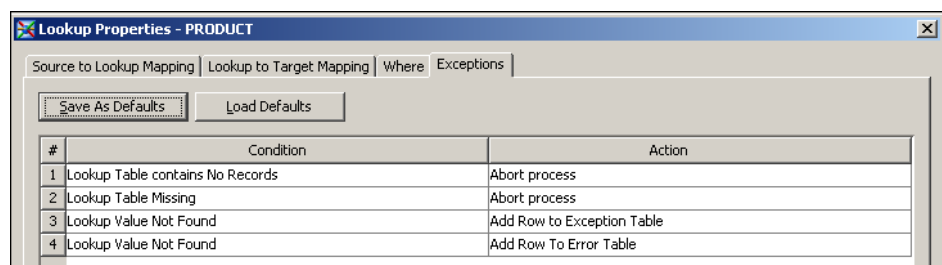 Lookup Properties - PRODUCT
Source to Lookup Mapping Lookup to Target Mapping Where Exceptions
Save As Defaults Load Defaults
# Condition Action
1 Lookup Table contains No Records Abort process
2 Lookup Table Missing Abort process
3 Lookup Value Not Found Add Row to Exception Table
4 Lookup Value Not Found Add Row To Error Table